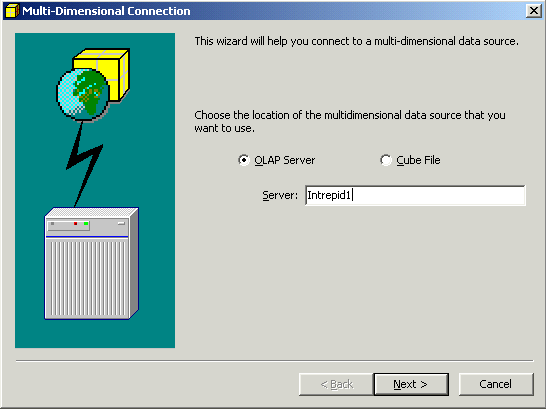 Multi-Dimensional Connection
This wizard will help you connect to a multi-dimensional data source.
Choose the location of the multidimensional data source that you
want to use.
OLAP Server
Cube File
Server: Intrepid1
< Back
Next >
Cancel